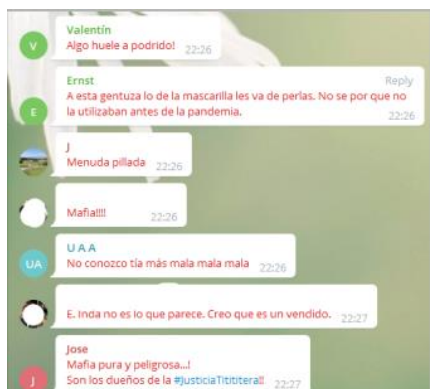 Valentín
V
Algo huele a podrido! 22:26
Ernst Reply
A esta gentuza lo de la mascarilla les va de perlas. No se por que no
la utilizaban antes de la pandemia.
E 22:26
J
Menuda pillada 22:26
Mafia!!!! 22:26
U A A
UA No conozco tía más mala mala mala 22:26
E. Inda no es lo que parece. Creo que es un vendido. 22:27
Jose
Mafia pura y peligrosa...!
J Son los dueños de la #JusticiaTitititera!! 22:27